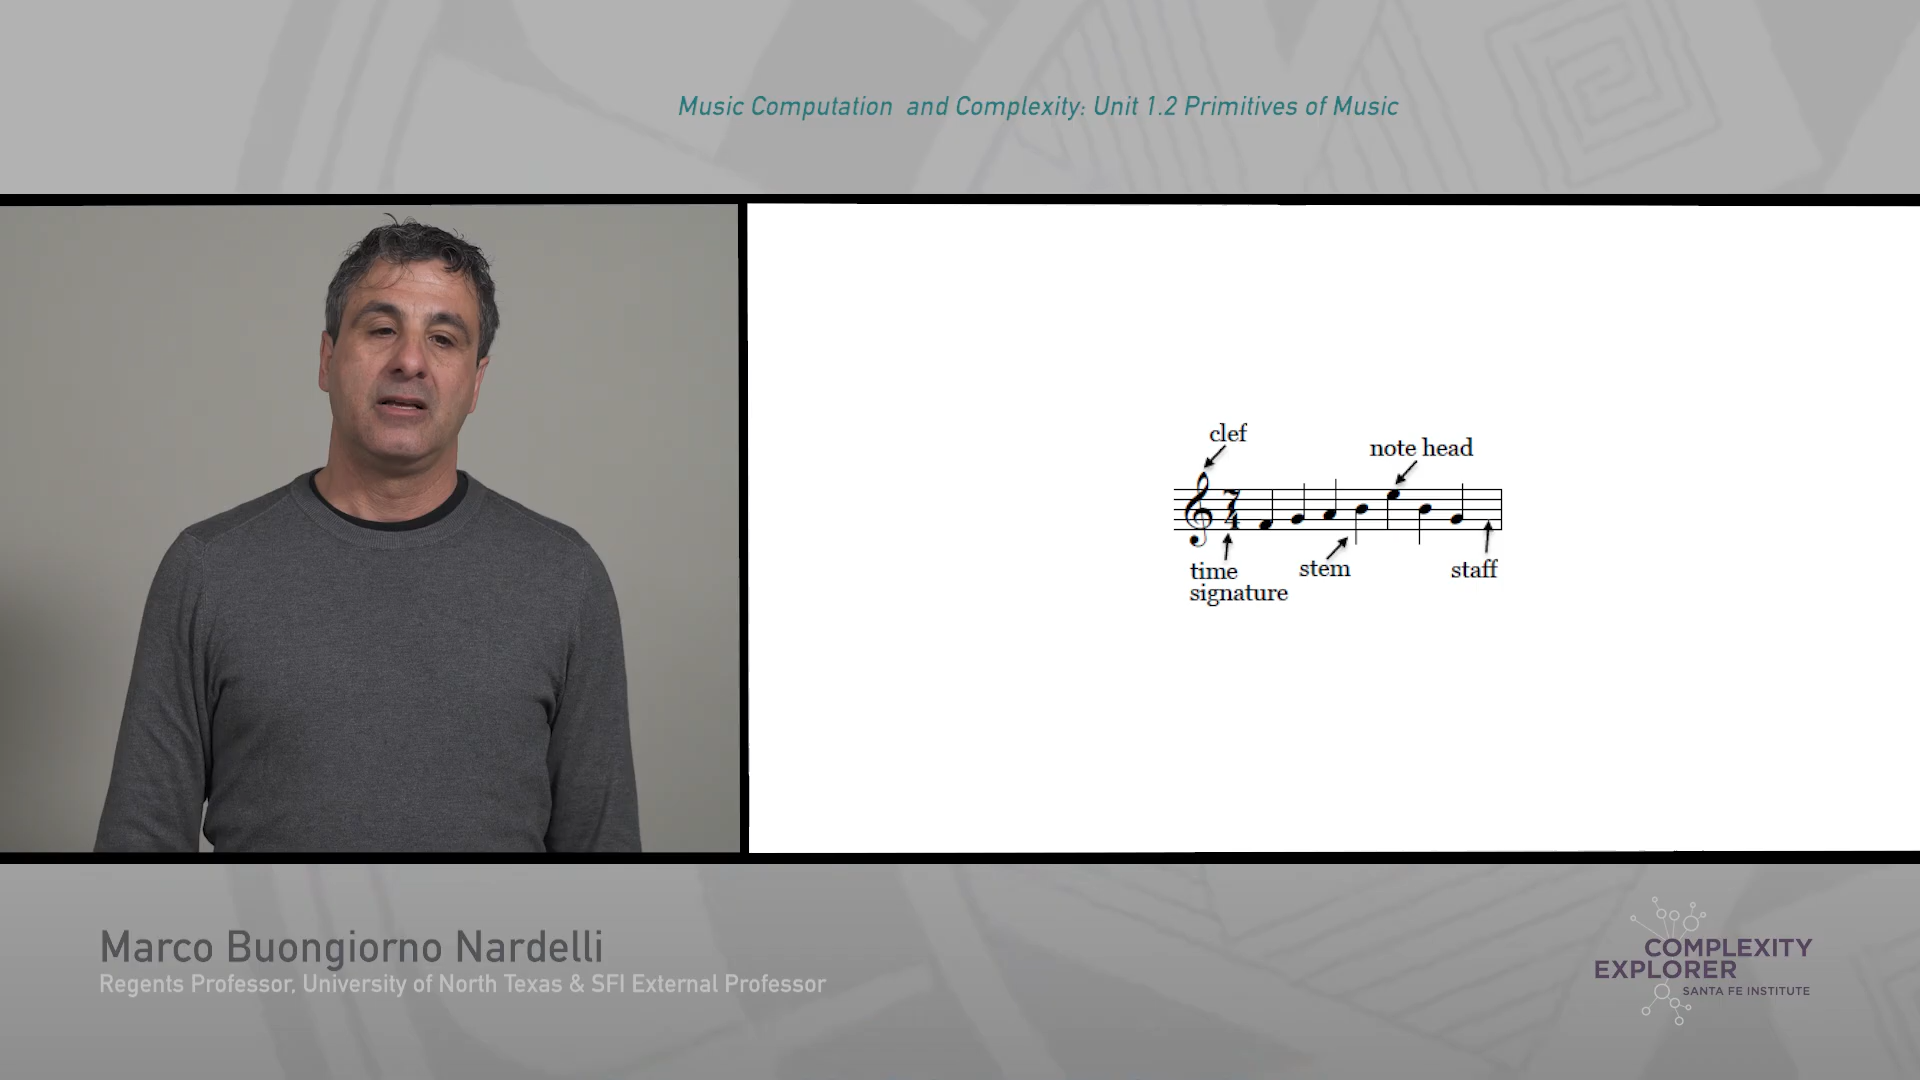 Music Computation  and Complexity: Unit 1.2 Primitives of Music
clef
note head
7
4
time
signature
stem
staff
Marco Buongiorno Nardelli
Regents Professor, University of North Texas & SFI External Professor
COMPLEXITY
EXPLORER
SANTA FE INSTITUTE